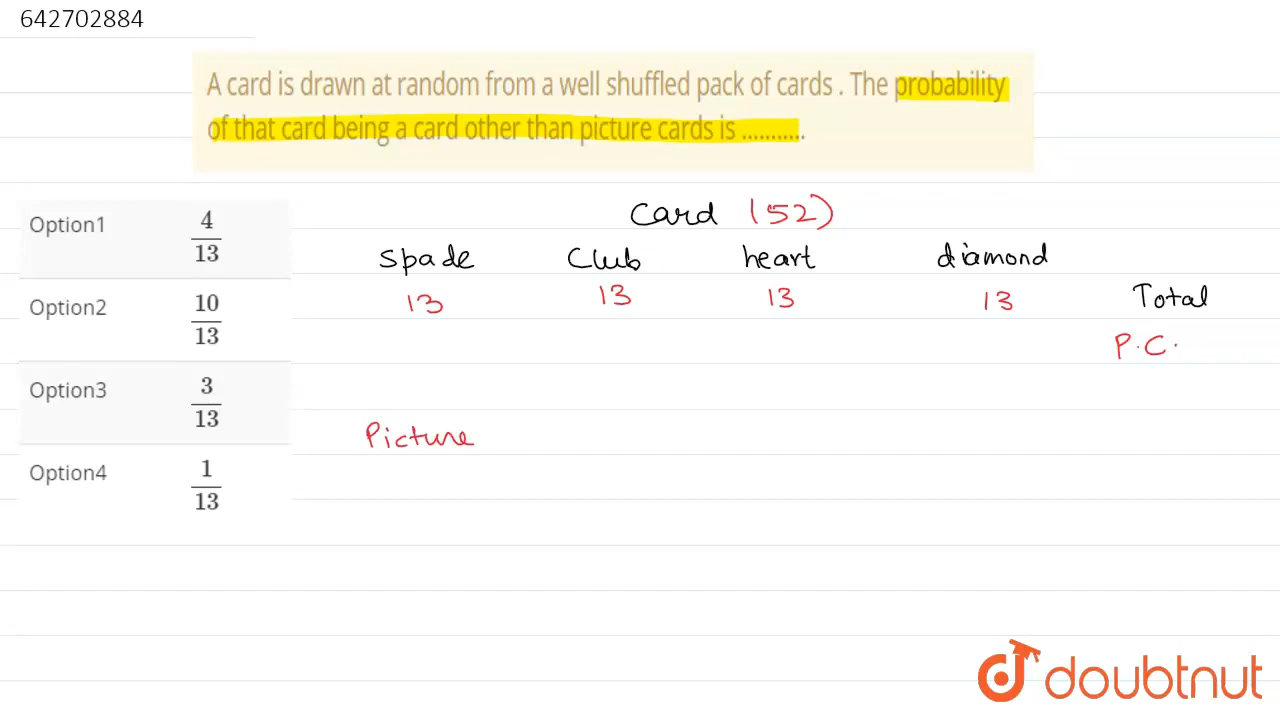 642702884
A card is drawn at random from a well shuffled pack of cards . The probability
of that card being a card other than picture cards is ...........
Option1 4/13
Option2 10/13
Option3 3/13
Option4 1/13
Card (52)
Spade Club heart diamond
13 13 13 13 Total
P.C.
Picture
doubtnut